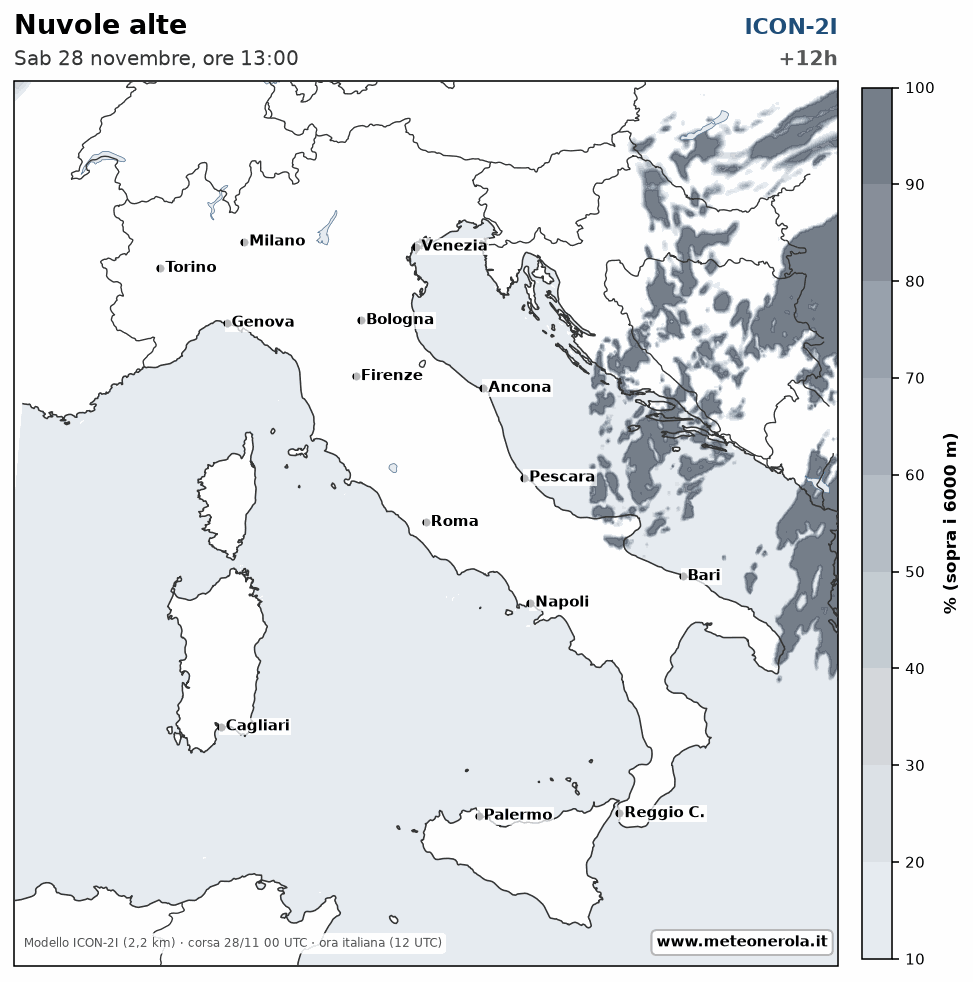 Nuvole alte
ICON-2I
Sab 28 novembre, ore 13:00
+12h
100
90
80
70
60
50
40
30
20
10
% (sopra i 6000 m)
Milano
Venezia
Torino
Genova
Bologna
Firenze
Ancona
Pescara
Roma
Bari
Napoli
Cagliari
Palermo
Reggio C.
Modello ICON-2I (2,2 km) · corsa 28/11 00 UTC · ora italiana (12 UTC)
www.meteonerola.it